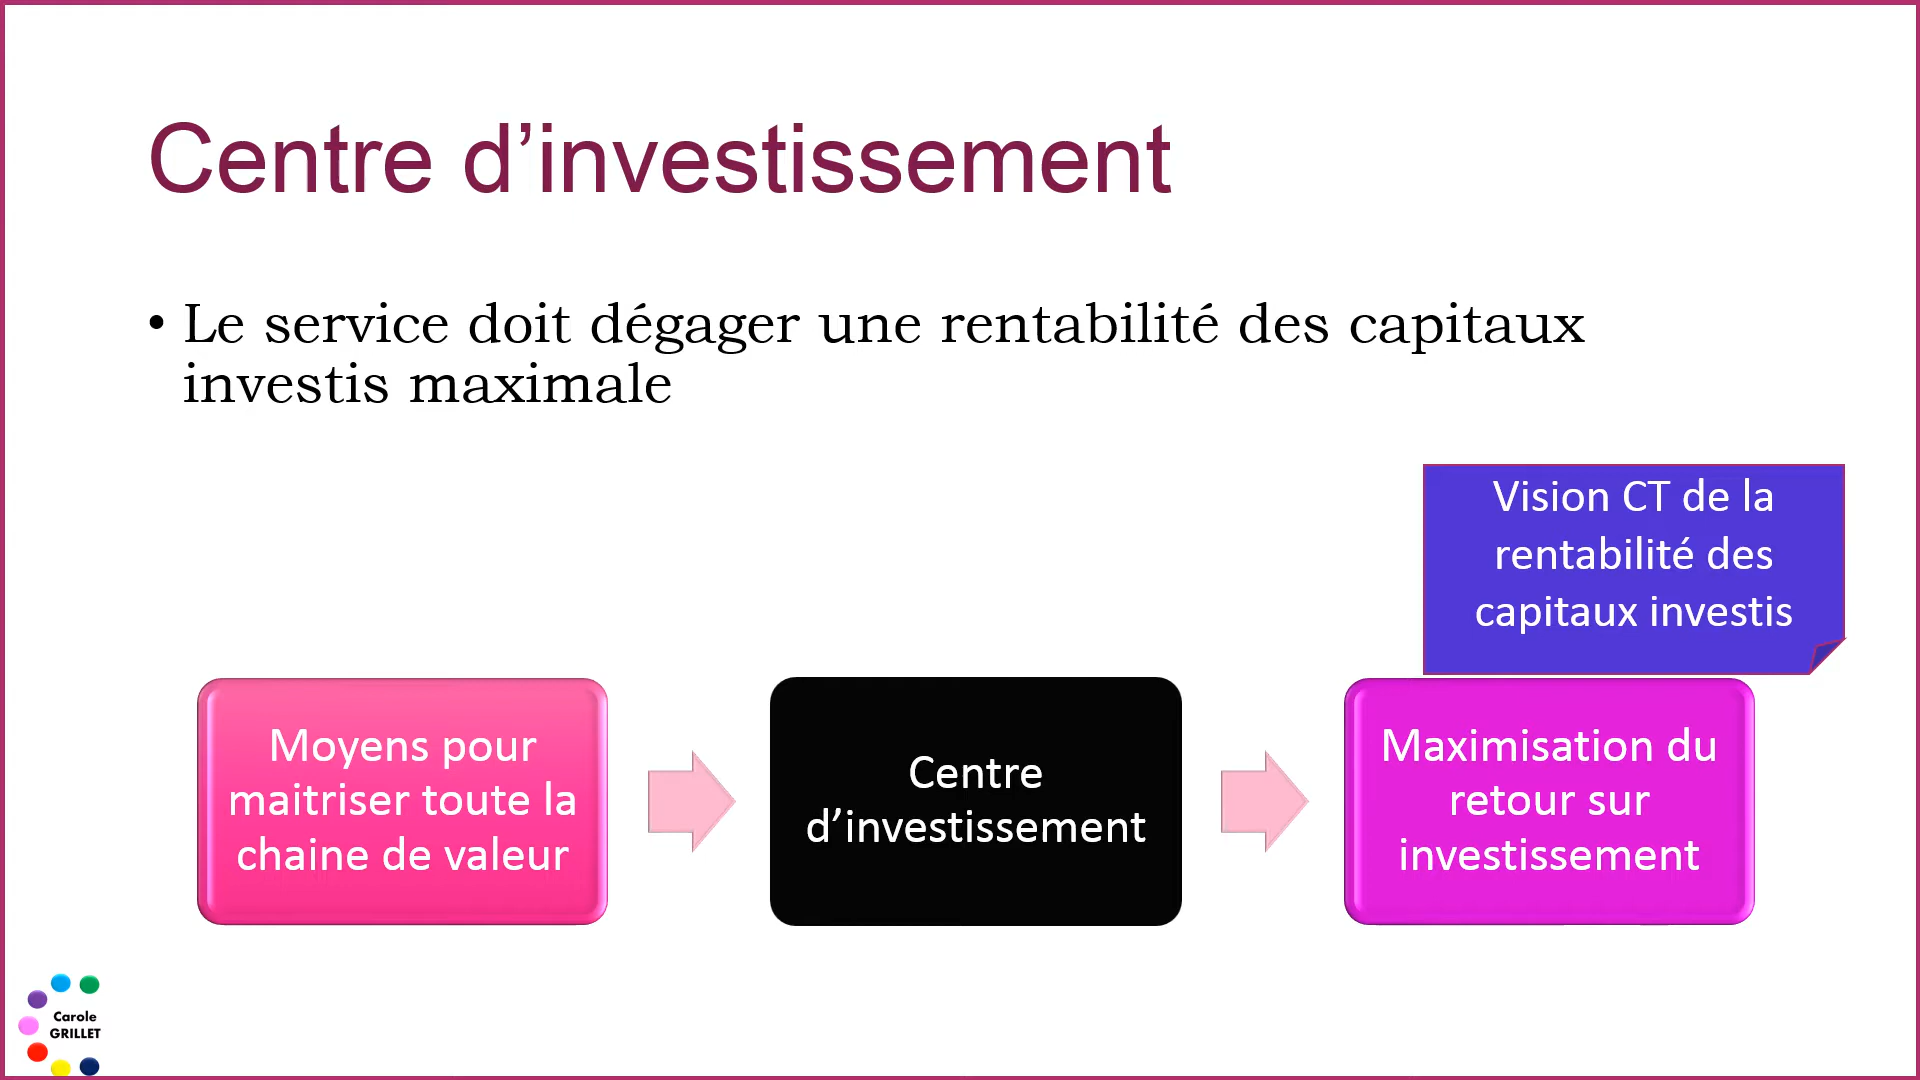 Centre d’investissement
• Le service doit dégager une rentabilité des capitaux
investis maximale
Vision CT de la
rentabilité des
capitaux investis
Moyens pour
maitriser toute la
chaine de valeur
Centre
d’investissement
Maximisation du
retour sur
investissement
Carole
GRILLET